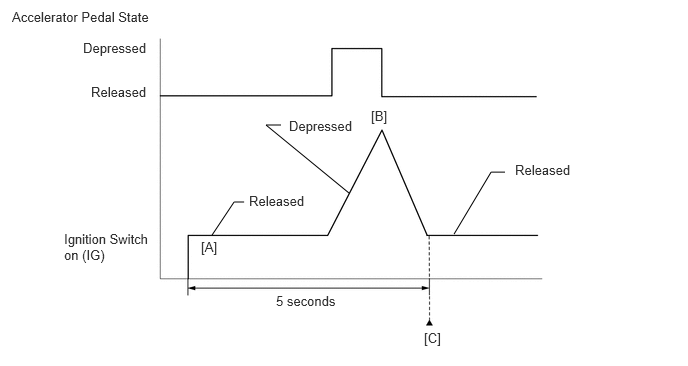 Accelerator Pedal State
Depressed
Released
[B]
Depressed
Released
Released
Ignition Switch
on (IG)
[A]
5 seconds
[C]